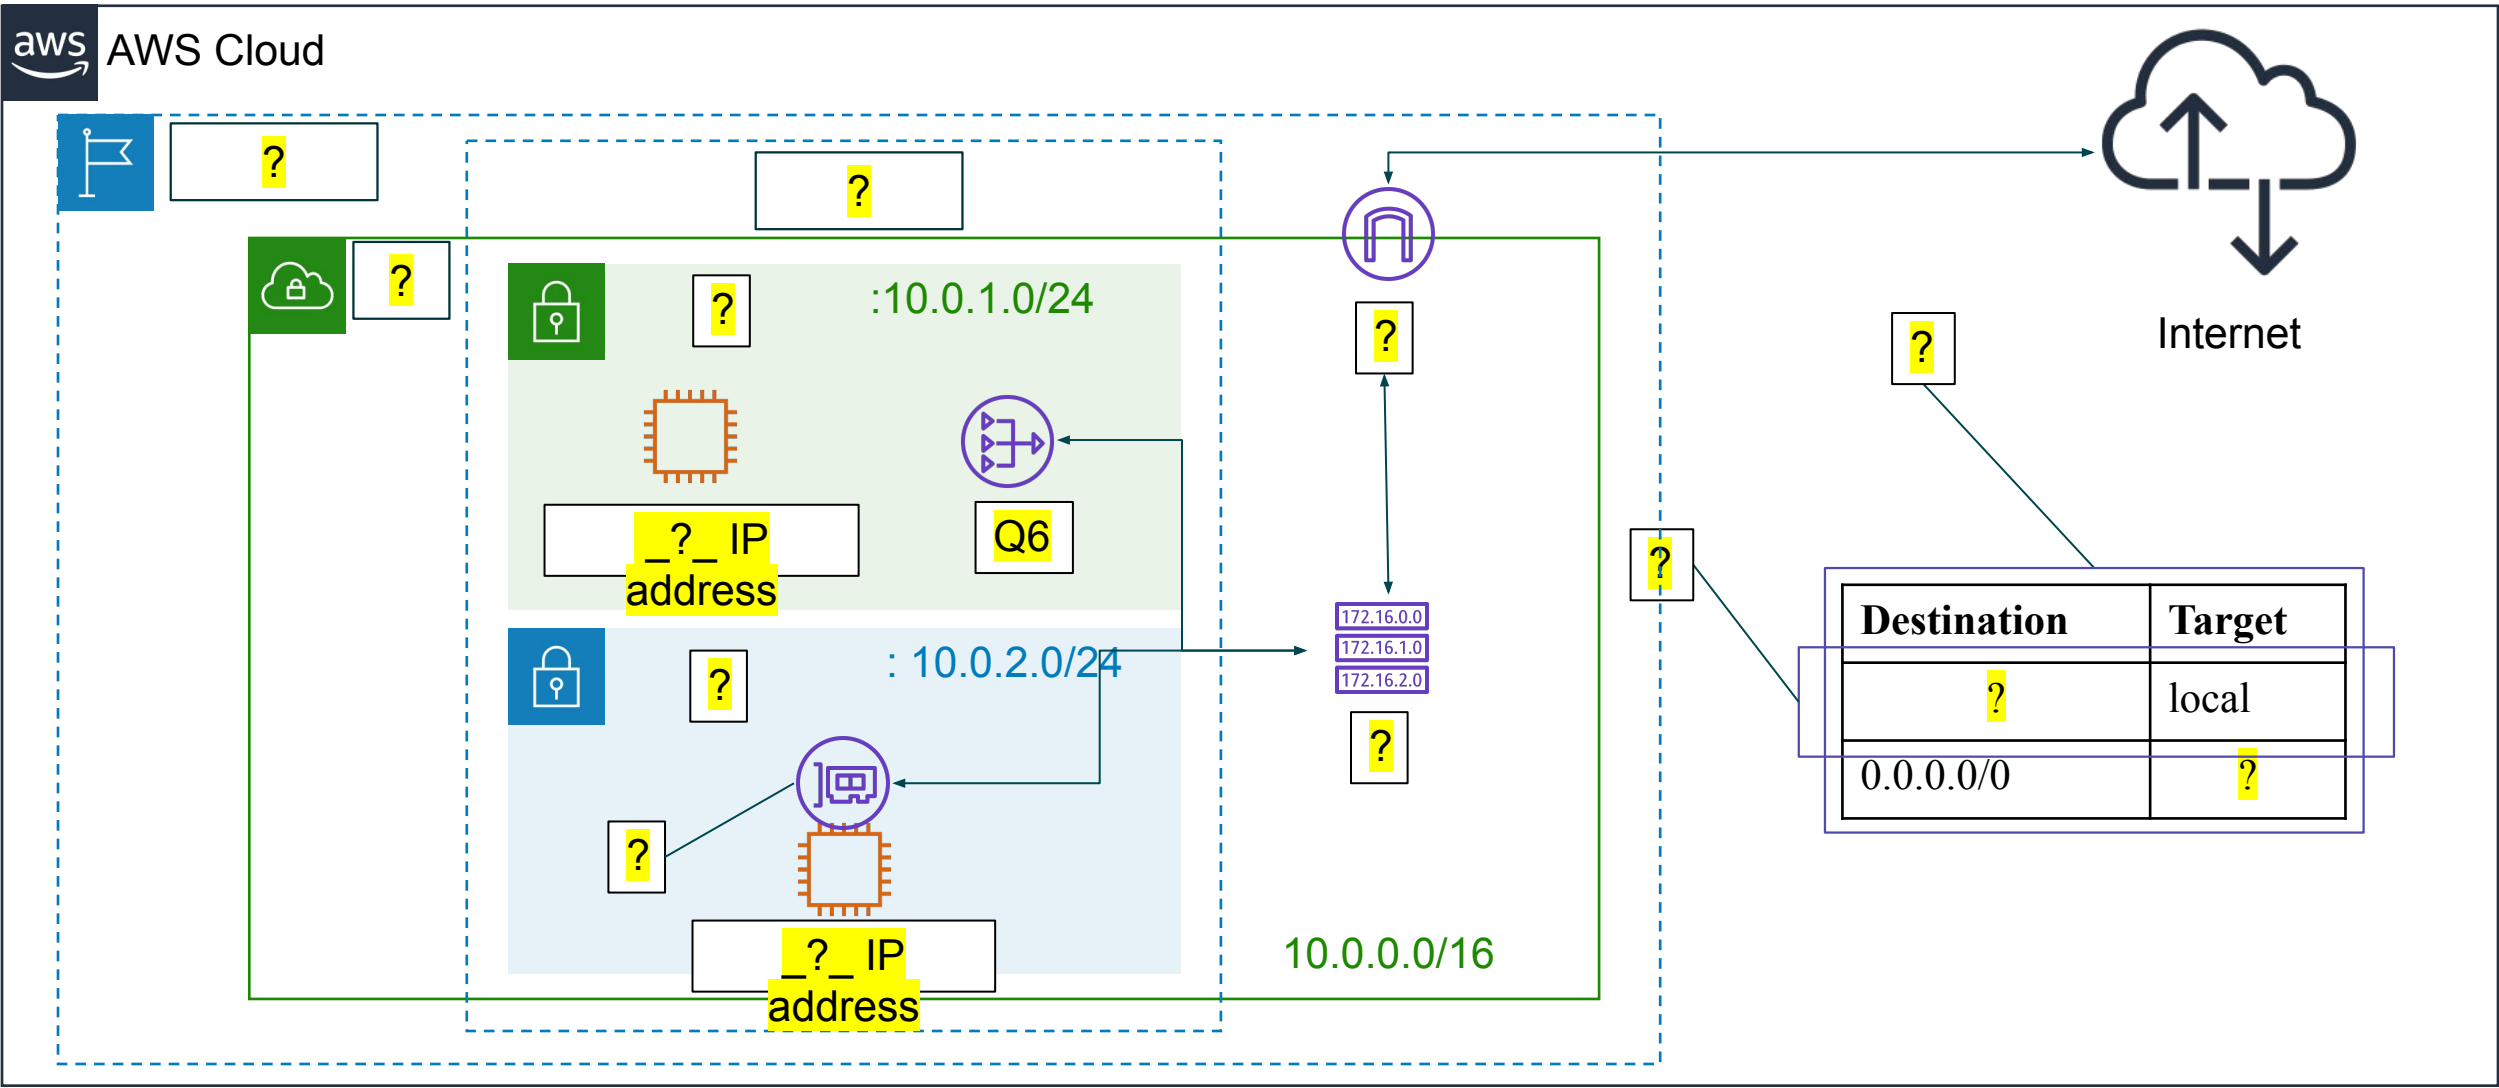 aws
AWS Cloud
?
?
?
?
:10.0.1.0/24
?
Internet
?
_?_ IP
address
Q6
?
172.16.0.0
172.16.1.0
172.16.2.0
?
?
: 10.0.2.0/24
?
_?_ IP
address
10.0.0.0/16
Destination
Target
?
local
0.0.0.0/0
?